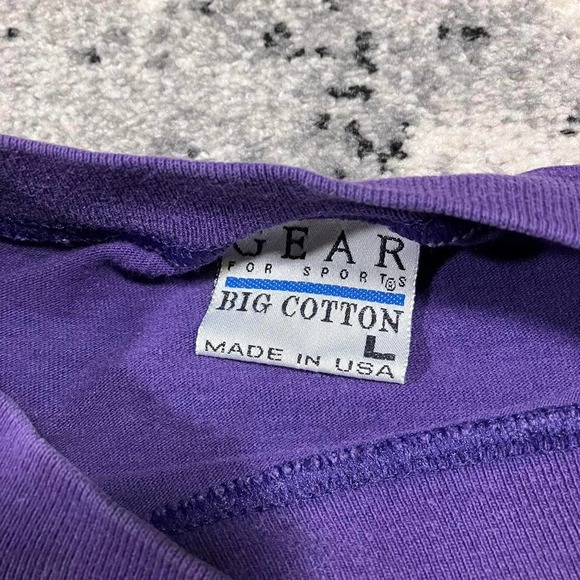 GEAR
FOR SPORTS®
BIG COTTON
L
MADE IN USA